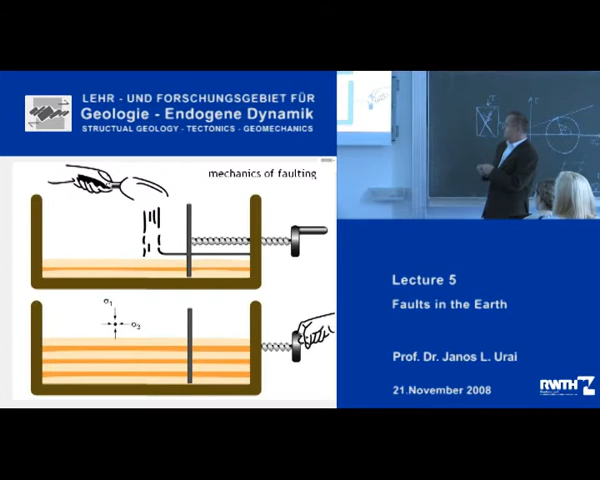 LEHR - UND FORSCHUNGSGEBIET FÜR
Geologie - Endogene Dynamik
STRUCTUAL GEOLOGY - TECTONICS - GEOMECHANICS
mechanics of faulting
σ1
σ3
Lecture 5
Faults in the Earth
Prof. Dr. Janos L. Urai
21.November 2008
RWTH